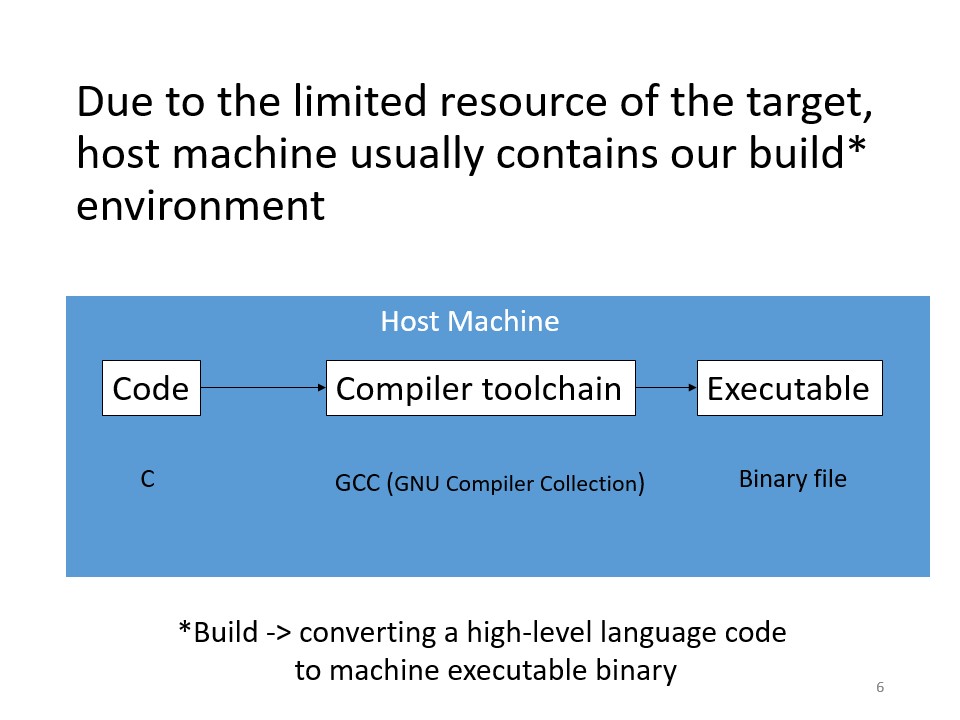 Due to the limited resource of the target,
host machine usually contains our build*
environment
Host Machine
Code
Compiler toolchain
Executable
C
GCC (GNU Compiler Collection)
Binary file
*Build -> converting a high-level language code
to machine executable binary
6